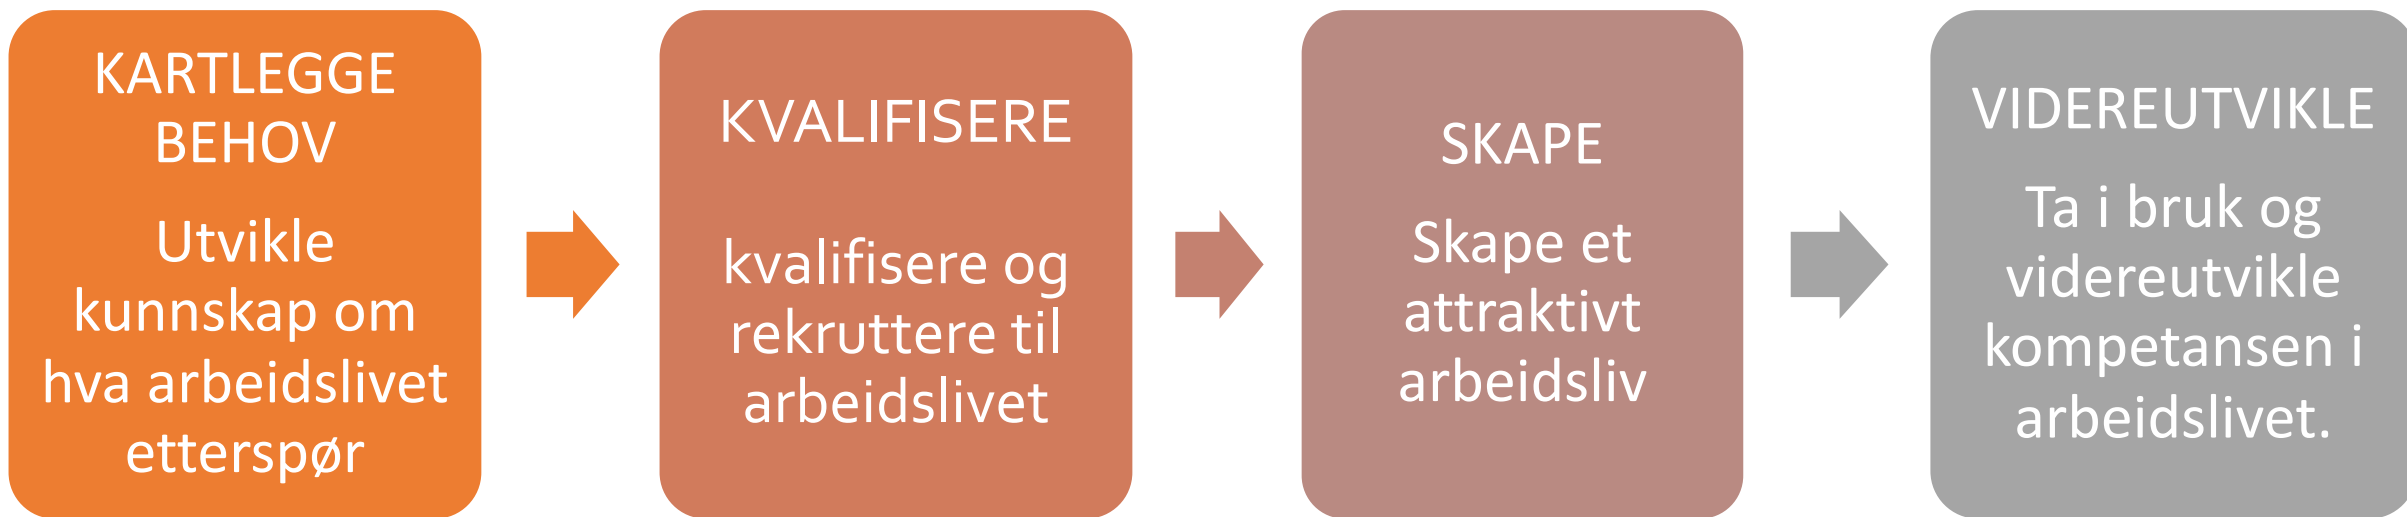 KARTLEGGE
BEHOV
Utvikle
kunnskap om
hva arbeidslivet
etterspør
KVALIFISERE
kvalifisere og
rekruttere til
arbeidslivet
SKAPE
Skape et
attraktivt
arbeidsliv
VIDEREUTVIKLE
Ta i bruk og
videreutvikle
kompetansen i
arbeidslivet.